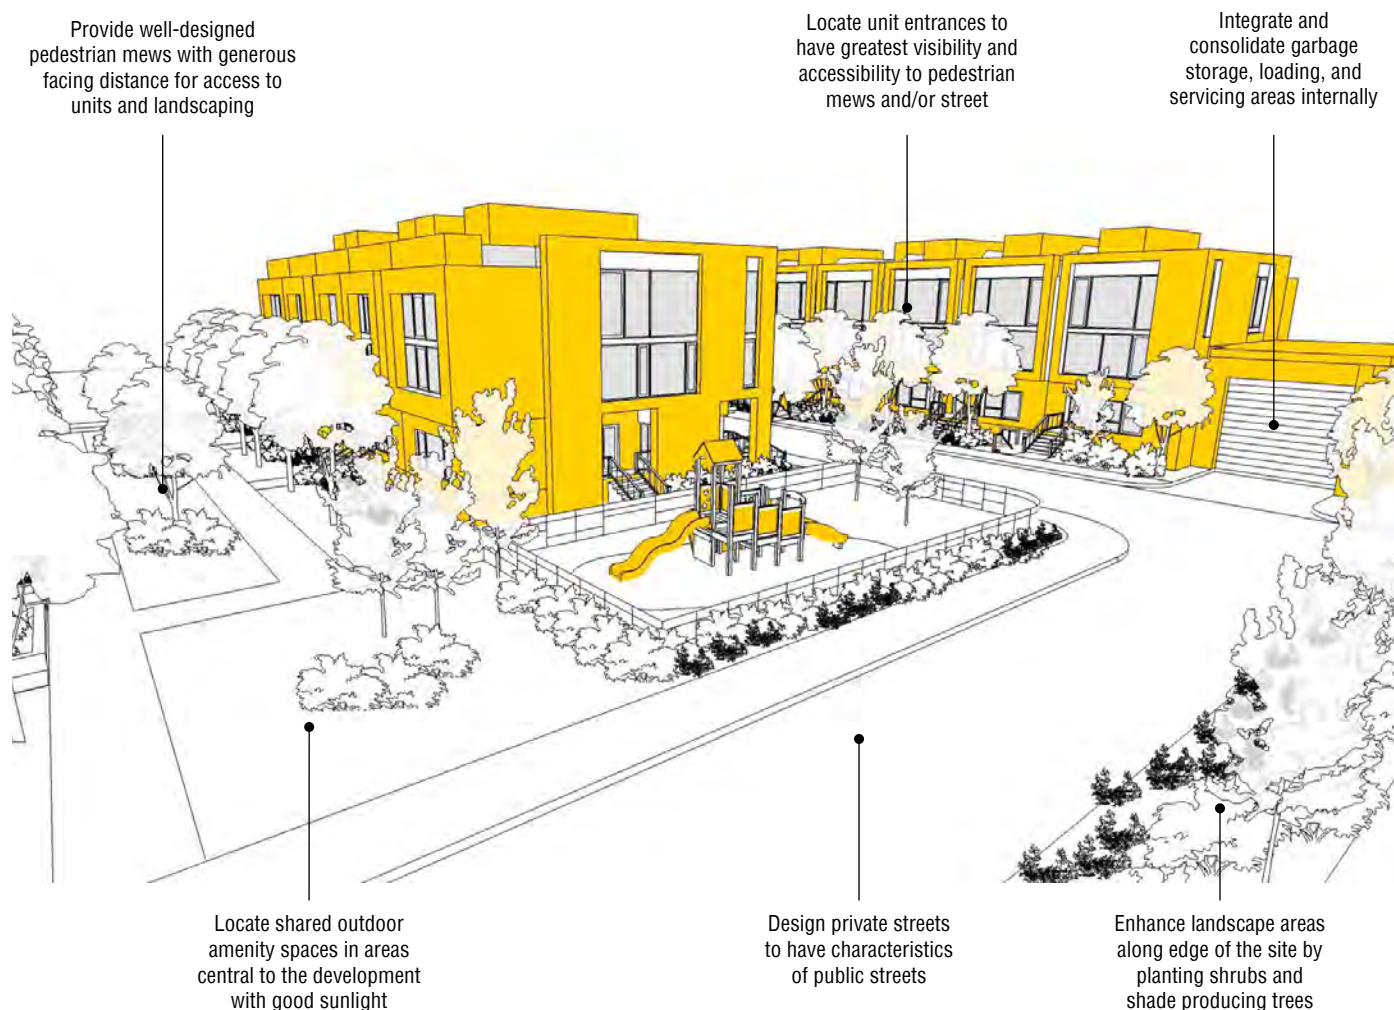 Provide well-designed
pedestrian mews with generous
facing distance for access to
units and landscaping
Locate unit entrances to
have greatest visibility and
accessibility to pedestrian
mews and/or street
Integrate and
consolidate garbage
storage, loading, and
servicing areas internally
Locate shared outdoor
amenity spaces in areas
central to the development
with good sunlight
Design private streets
to have characteristics
of public streets
Enhance landscape areas
along edge of the site by
planting shrubs and
shade producing trees